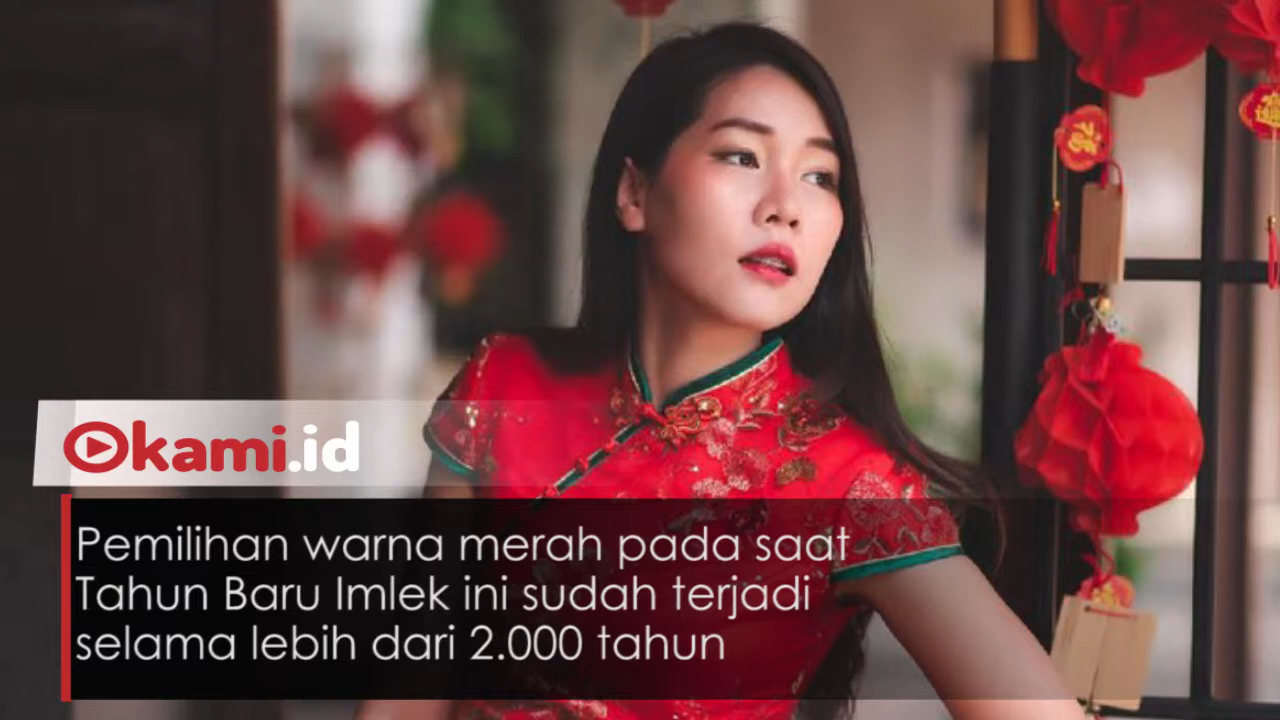 Okami.id
Pemilihan warna merah pada saat
Tahun Baru Imlek ini sudah terjadi
selama lebih dari 2.000 tahun